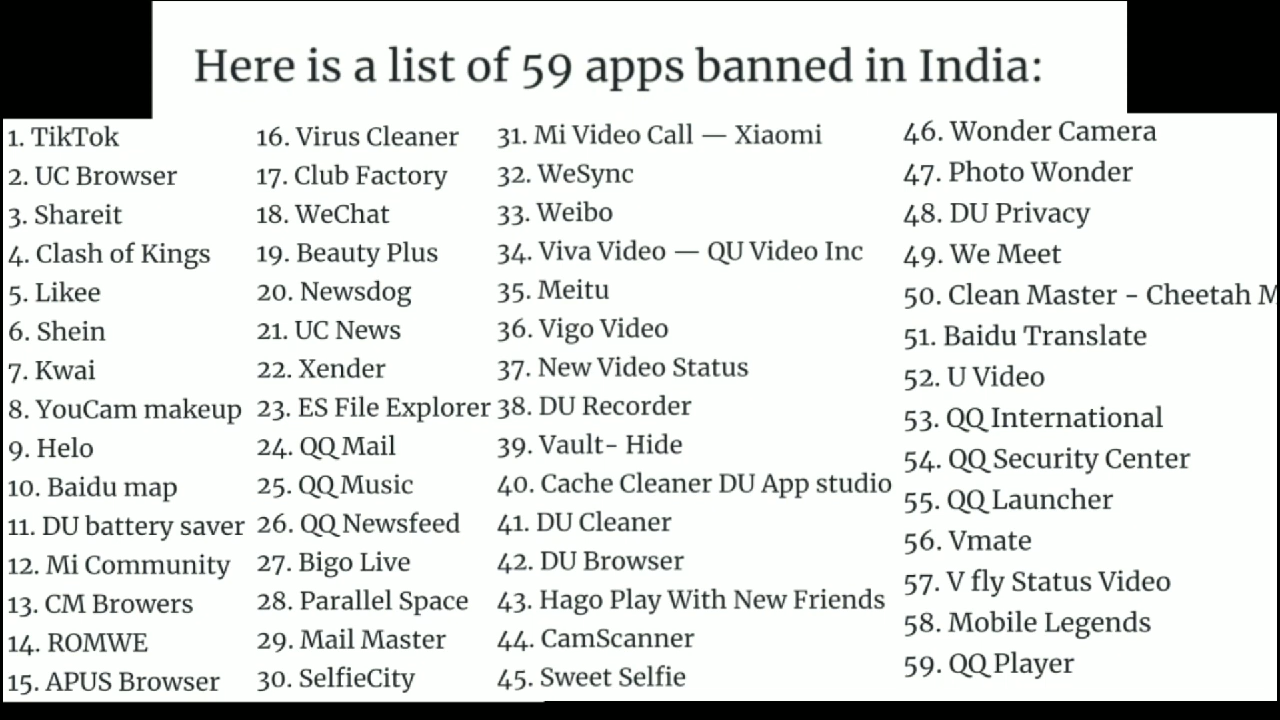 Here is a list of 59 apps banned in India:
1. TikTok
2. UC Browser
3. Shareit
4. Clash of Kings
5. Likee
6. Shein
7. Kwai
8. YouCam makeup
9. Helo
10. Baidu map
11. DU battery saver
12. Mi Community
13. CM Browers
14. ROMWE
15. APUS Browser
16. Virus Cleaner
17. Club Factory
18. WeChat
19. Beauty Plus
20. Newsdog
21. UC News
22. Xender
23. ES File Explorer
24. QQ Mail
25. QQ Music
26. QQ Newsfeed
27. Bigo Live
28. Parallel Space
29. Mail Master
30. SelfieCity
31. Mi Video Call — Xiaomi
32. WeSync
33. Weibo
34. Viva Video — QU Video Inc
35. Meitu
36. Vigo Video
37. New Video Status
38. DU Recorder
39. Vault- Hide
40. Cache Cleaner DU App studio
41. DU Cleaner
42. DU Browser
43. Hago Play With New Friends
44. CamScanner
45. Sweet Selfie
46. Wonder Camera
47. Photo Wonder
48. DU Privacy
49. We Meet
50. Clean Master - Cheetah M
51. Baidu Translate
52. U Video
53. QQ International
54. QQ Security Center
55. QQ Launcher
56. Vmate
57. V fly Status Video
58. Mobile Legends
59. QQ Player